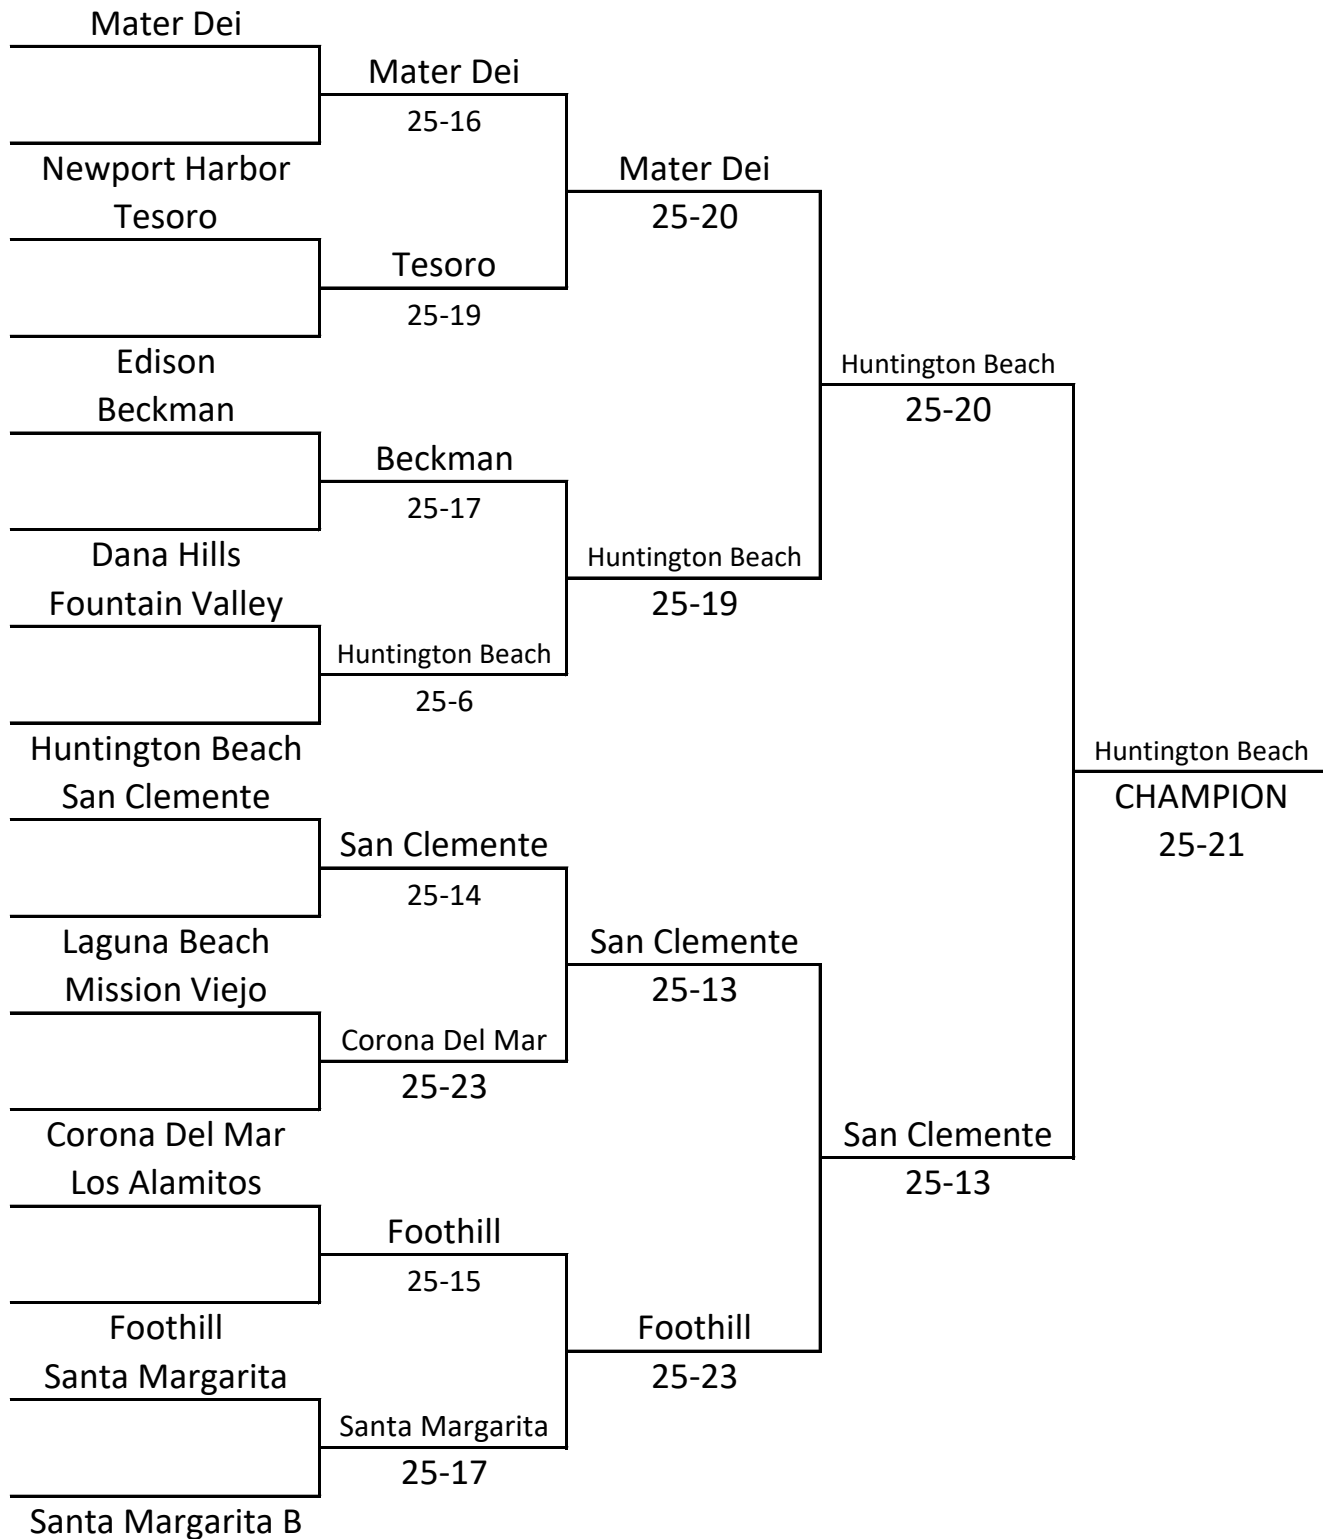 Mater Dei
Mater Dei
25-16
Newport Harbor
Mater Dei
Tesoro
25-20
Tesoro
25-19
Edison
Huntington Beach
Beckman
25-20
Beckman
25-17
Dana Hills
Huntington Beach
Fountain Valley
25-19
Huntington Beach
25-6
Huntington Beach
Huntington Beach
San Clemente
CHAMPION
San Clemente
25-21
25-14
Laguna Beach
San Clemente
Mission Viejo
25-13
Corona Del Mar
25-23
Corona Del Mar
San Clemente
Los Alamitos
25-13
Foothill
25-15
Foothill
Foothill
Santa Margarita
25-23
Santa Margarita
25-17
Santa Margarita B